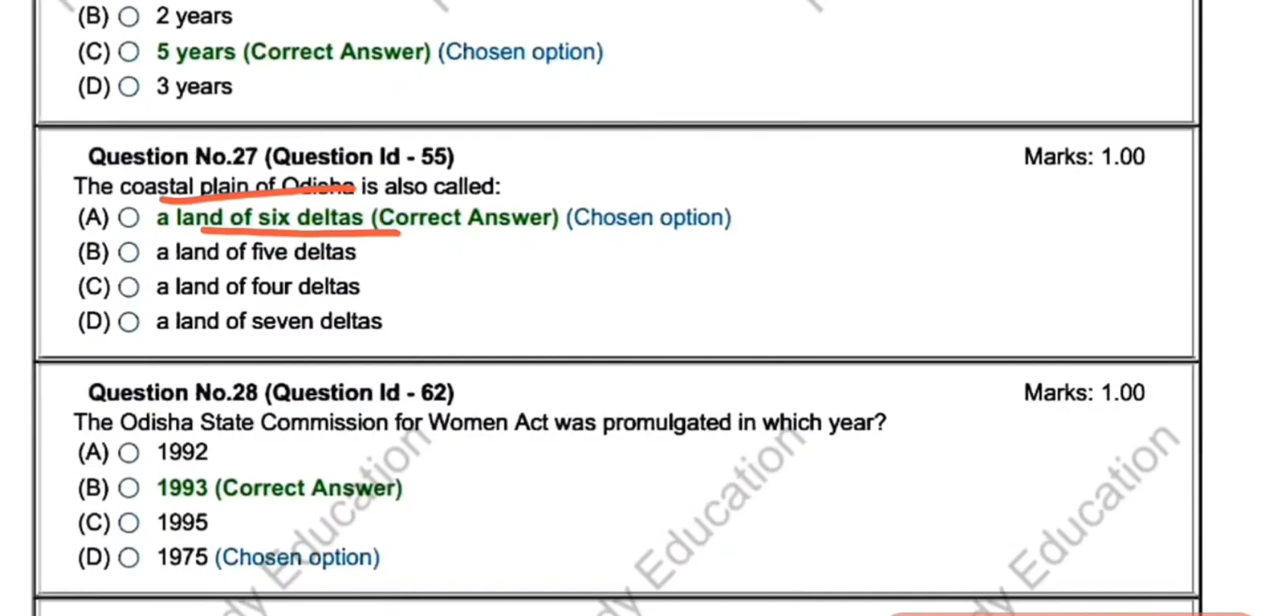 (B) 2 years
(C) 5 years (Correct Answer) (Chosen option)
(D) 3 years
Question No.27 (Question Id - 55) Marks: 1.00
The coastal plain of Odisha is also called:
(A) a land of six deltas (Correct Answer) (Chosen option)
(B) a land of five deltas
(C) a land of four deltas
(D) a land of seven deltas
Question No.28 (Question Id - 62) Marks: 1.00
The Odisha State Commission for Women Act was promulgated in which year?
(A) 1992
(B) 1993 (Correct Answer)
(C) 1995
(D) 1975 (Chosen option)
Education
Education
Education